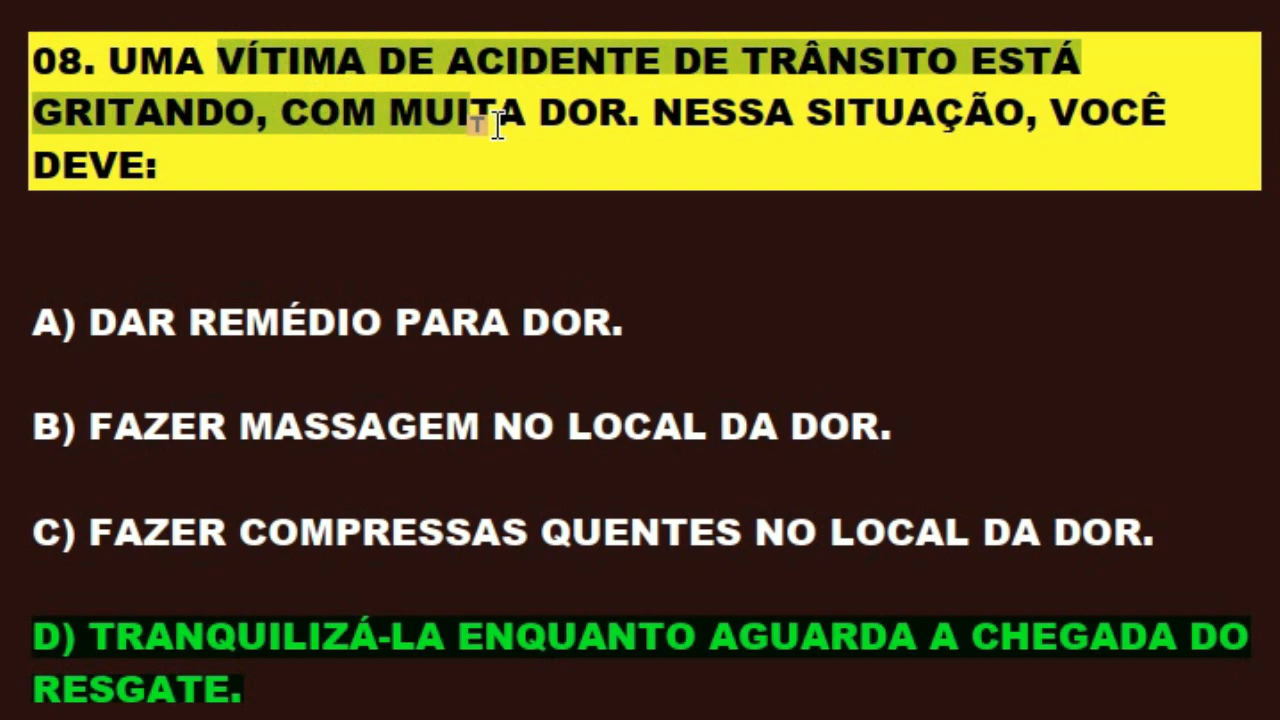 08. UMA VÍTIMA DE ACIDENTE DE TRÂNSITO ESTÁ
GRITANDO, COM MUITA DOR. NESSA SITUAÇÃO, VOCÊ
DEVE:
A) DAR REMÉDIO PARA DOR.
B) FAZER MASSAGEM NO LOCAL DA DOR.
C) FAZER COMPRESSAS QUENTES NO LOCAL DA DOR.
D) TRANQUILIZÁ-LA ENQUANTO AGUARDA A CHEGADA DO
RESGATE.